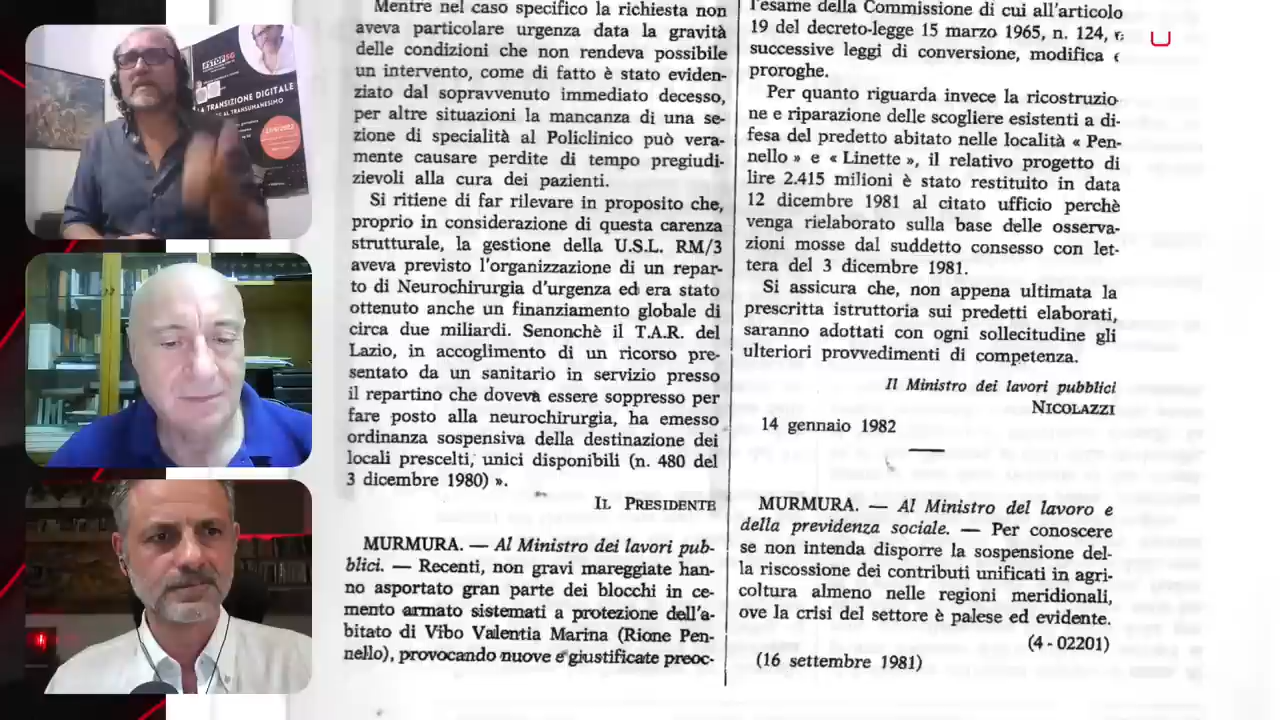 #STOP5G
LA TRANSIZIONE DIGITALE
AL TRANSUMANESIMO
Mentre nel caso specifico la richiesta non
aveva particolare urgenza data la gravità
delle condizioni che non rendeva possibile
un intervento, come di fatto è stato eviden-
ziato dal sopravvenuto immediato decesso,
per altre situazioni la mancanza di una se-
zione di specialità al Policlinico può vera-
mente causare perdite di tempo pregiudi-
zievoli alla cura dei pazienti.
Si ritiene di far rilevare in proposito che,
proprio in considerazione di questa carenza
strutturale, la gestione della U.S.L. RM/3
aveva previsto l'organizzazione di un repar-
to di Neurochirurgia d'urgenza ed era stato
ottenuto anche un finanziamento globale di
circa due miliardi. Senonchè il T.A.R. del
Lazio, in accoglimento di un ricorso pre-
sentato da un sanitario in servizio presso
il repartino che doveva essere soppresso per
fare posto alla neurochirurgia, ha emesso
ordinanza sospensiva della destinazione dei
locali prescelti, unici disponibili (n. 480 del
3 dicembre 1980) ».
IL PRESIDENTE
MURMURA. — Al Ministro dei lavori pub-
blici. — Recenti, non gravi mareggiate han-
no asportato gran parte dei blocchi in ce-
mento armato sistemati a protezione dell'a-
bitato di Vibo Valentia Marina (Rione Pen-
nello), provocando nuove e giustificate preoc-
l'esame della Commissione di cui all'articolo
19 del decreto-legge 15 marzo 1965, n. 124, e
successive leggi di conversione, modifica e
proroghe.
Per quanto riguarda invece la ricostruzio-
ne e riparazione delle scogliere esistenti a di-
fesa del predetto abitato nelle località « Pen-
nello » e « Linette », il relativo progetto di
lire 2.415 milioni è stato restituito in data
12 dicembre 1981 al citato ufficio perchè
venga rielaborato sulla base delle osserva-
zioni mosse dal suddetto consesso con let-
tera del 3 dicembre 1981.
Si assicura che, non appena ultimata la
prescritta istruttoria sui predetti elaborati,
saranno adottati con ogni sollecitudine gli
ulteriori provvedimenti di competenza.
Il Ministro dei lavori pubblici
NICOLAZZI
14 gennaio 1982
MURMURA. — Al Ministro del lavoro e
della previdenza sociale. — Per conoscere
se non intenda disporre la sospensione del-
la riscossione dei contributi unificati in agri-
coltura almeno nelle regioni meridionali,
ove la crisi del settore è palese ed evidente.
(4 - 02201)
(16 settembre 1981)